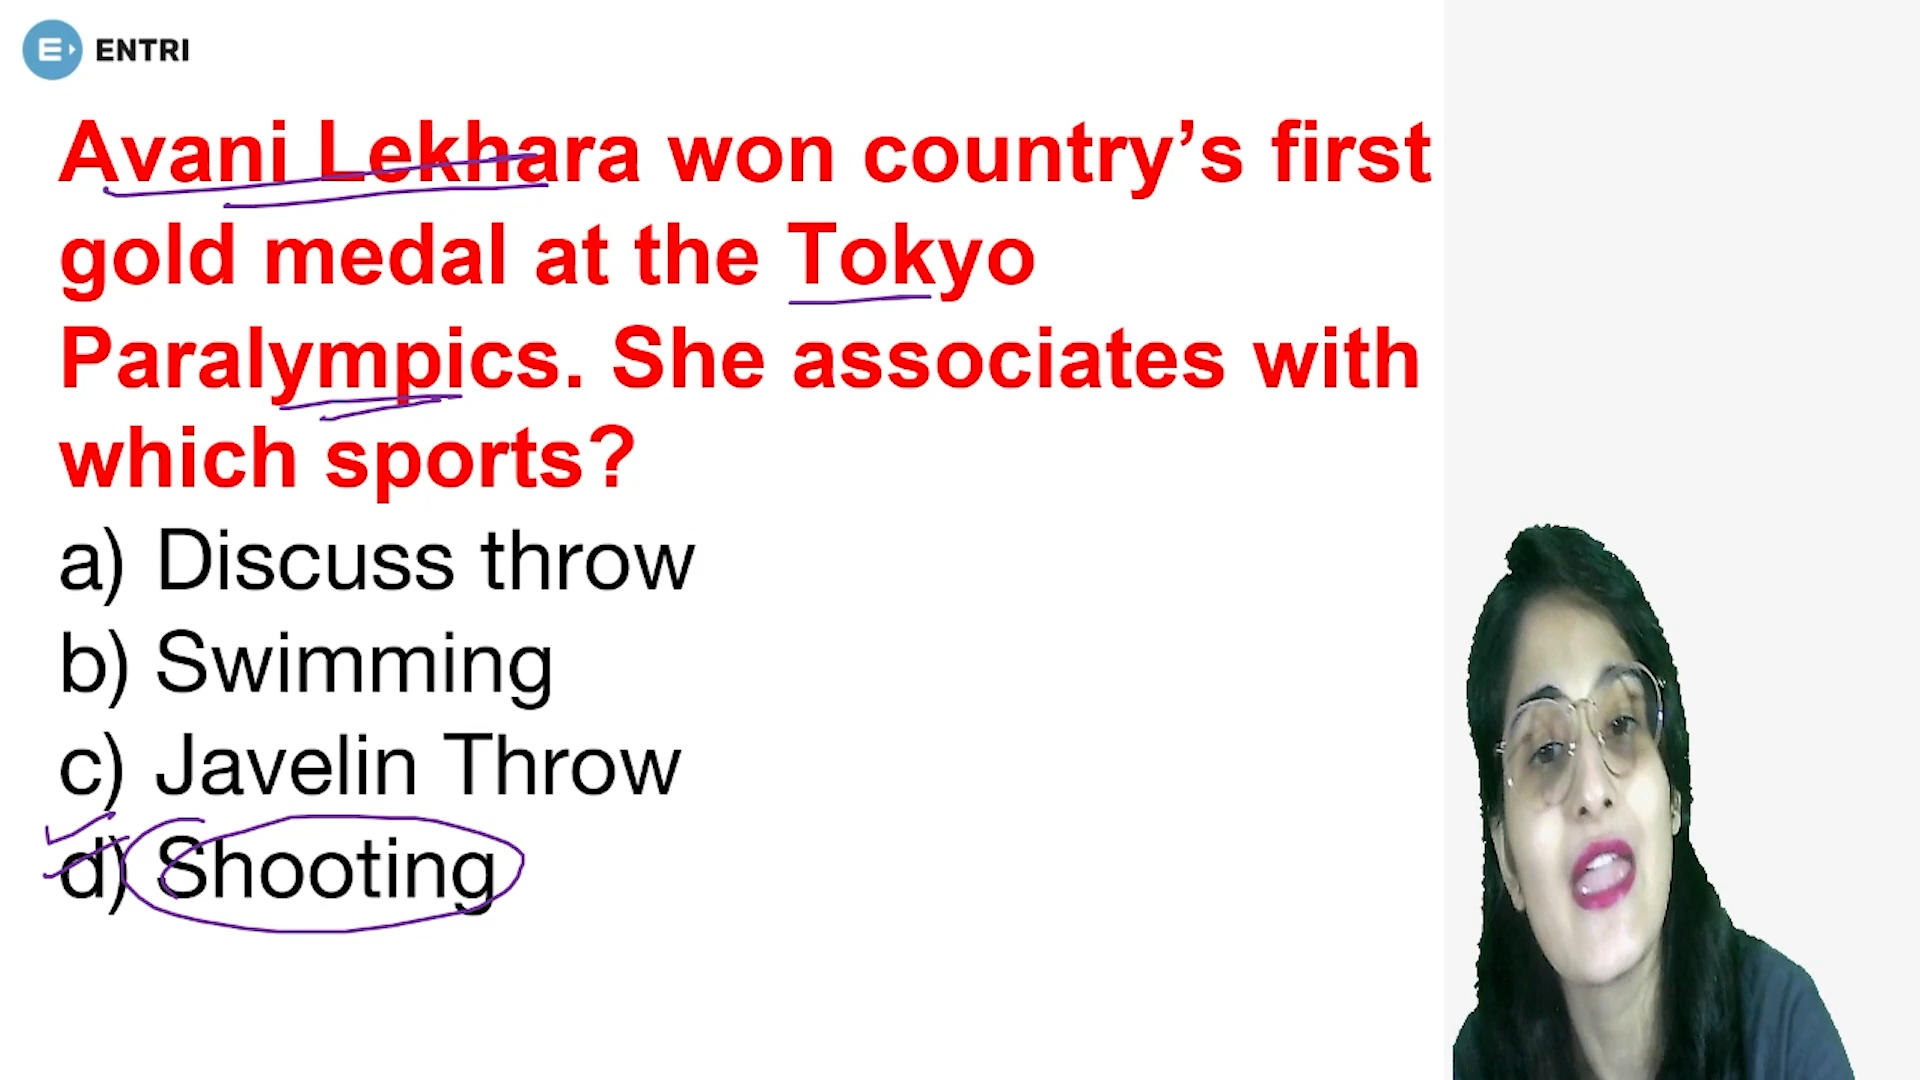 ENTRI
Avani Lekhara won country’s first
gold medal at the Tokyo
Paralympics. She associates with
which sports?
a) Discuss throw
b) Swimming
c) Javelin Throw
d) Shooting